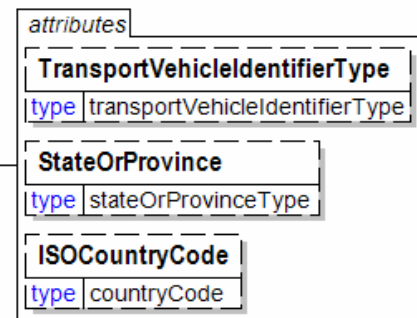 attributes
TransportVehicleIdentifierType
type transportVehicleIdentifierType
StateOrProvince
type stateOrProvinceType
ISOCountryCode
type countryCode